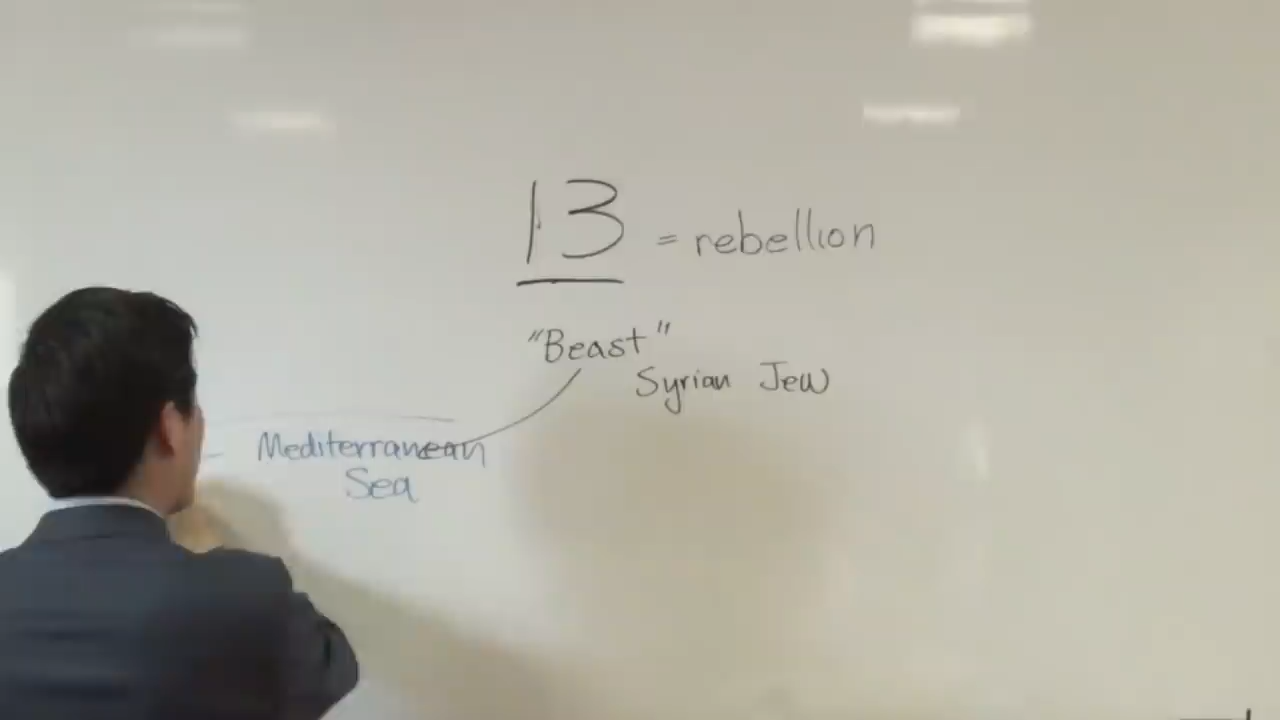 13 = rebellion
"Beast"
Syrian Jew
Mediterranean
Sea